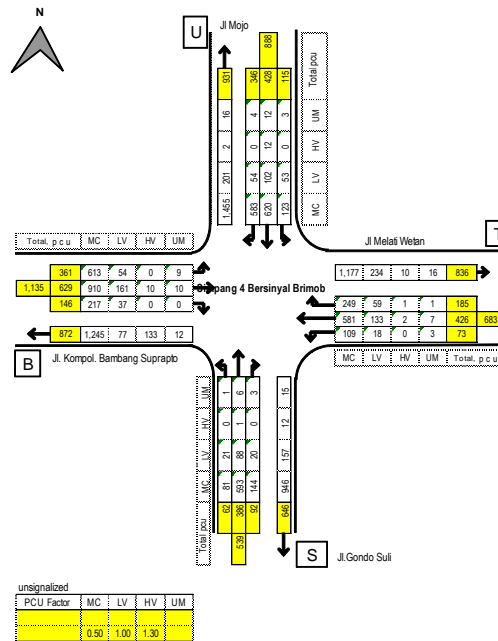 U
Jl Mojo
888
931
346
428
115
Total pcu
16
4
12
3
UM
2
0
12
0
HV
201
54
102
53
LV
1,455
583
620
123
MC
T
Total, pcu MC LV HV UM
Jl Melati Wetan
361 613 54 0 9
1,177 234 10 16 836
1,135 629 910 161 10 10
Simpang 4 Bersinyal Brimob
146 217 37 0 0
249 59 1 1 185
581 133 2 7 426 683
872 1,245 77 133 12
109 18 0 3 73
B
Jl. Kompol. Bambang Suprapto
MC LV HV UM Total, pcu
UM
1
6
3
15
HV
0
1
0
12
LV
21
88
20
157
MC
81
593
144
946
Total pcu
62
386
92
646
539
S
Jl.Gondo Suli
unsignalized
PCU Factor MC LV HV UM
0.50 1.00 1.30